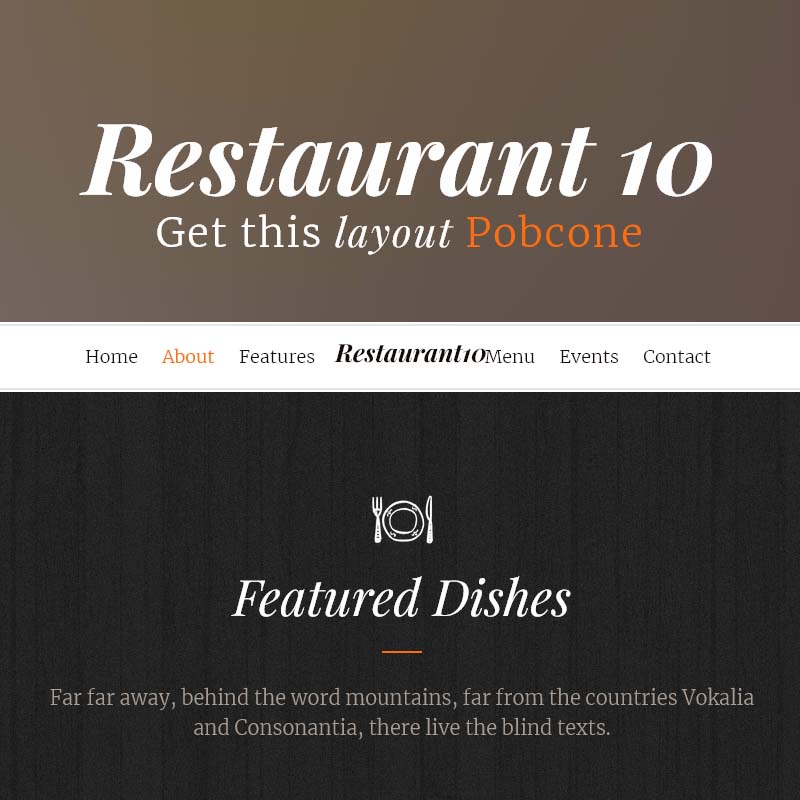 Restaurant 10
Get this layout Pobcone
Home About Features Restaurant10 Menu Events Contact
Featured Dishes
Far far away, behind the word mountains, far from the countries Vokalia
and Consonantia, there live the blind texts.